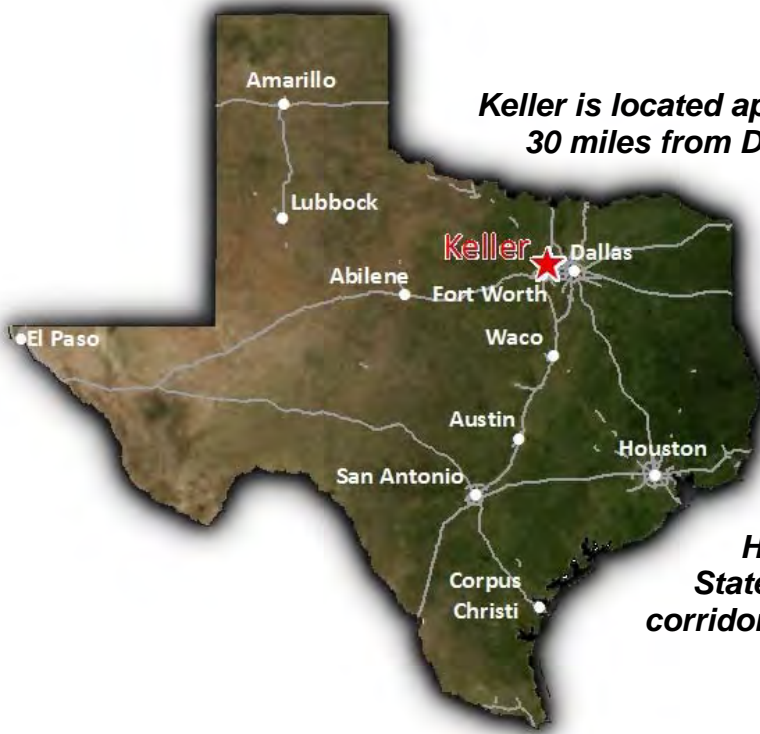 Amarillo
Keller is located ap
30 miles from D
Lubbock
Keller
Dallas
Abilene
Fort Worth
El Paso
Waco
Austin
Houston
San Antonio
H
State
corridor
Corpus
Christi